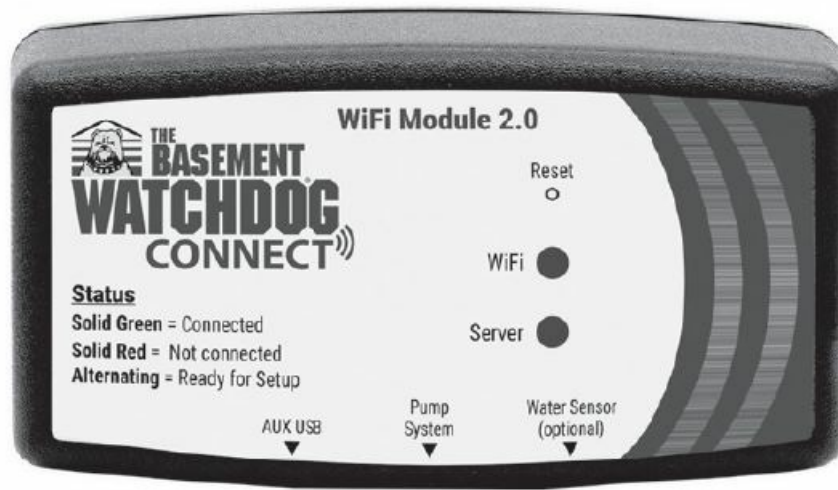 WiFi Module 2.0
THE
BASEMENT
WATCHDOG
CONNECT
Reset
WiFi
Server
Status
Solid Green = Connected
Solid Red = Not connected
Alternating = Ready for Setup
AUX USB
Pump
System
Water Sensor
(optional)